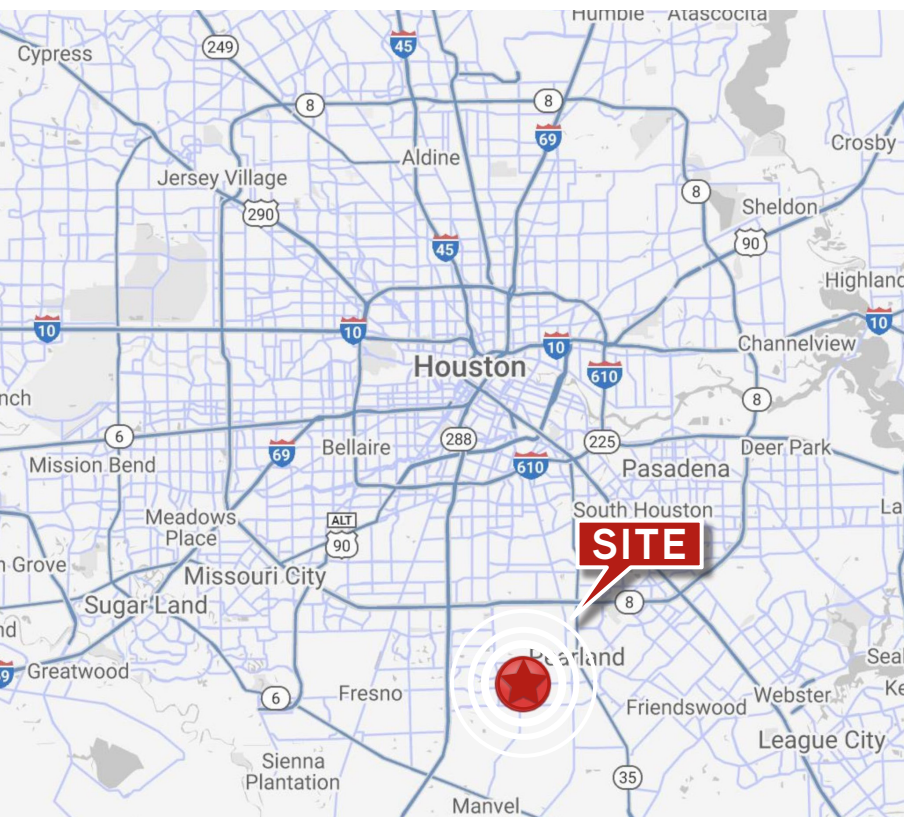 Humble
Atascocita
Cypress
249
45
8
8
69
Crosby
Aldine
Jersey Village
8
Sheldon
290
90
45
Highland
10
10
10
10
Channelview
Houston
610
8
6
288
225
Bellaire
69
Deer Park
Mission Bend
610
Pasadena
Meadows
Place
ALT
90
South Houston
SITE
Grove
Missouri City
Sugar Land
8
Pearland
Greatwood
6
Fresno
Friendswood
Webster
League City
Sienna
Plantation
35
Manvel